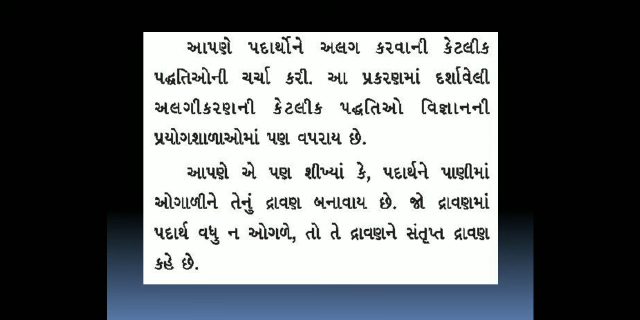 આપણે પદાર્થોને અલગ કરવાની કેટલીક
પદ્ધતિઓની ચર્ચા કરી. આ પ્રકરણમાં દર્શાવેલી
અલગીકરણની કેટલીક પદ્ધતિઓ વિજ્ઞાનની
પ્રયોગશાળાઓમાં પણ વપરાય છે.
આપણે એ પણ શીખ્યાં કે, પદાર્થને પાણીમાં
ઓગાળીને તેનું દ્રાવણ બનાવાય છે. જો દ્રાવણમાં
પદાર્થ વધુ ન ઓગળે, તો તે દ્રાવણને સંતૃપ્ત દ્રાવણ
કહે છે.